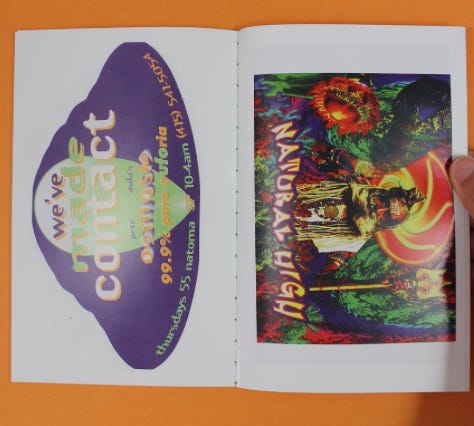 we've
made
contact
pete
osmosis
99.9% pure euforia
thursdays 55 natoma 10-4am (415) 541-5054
NATURAL HIGH